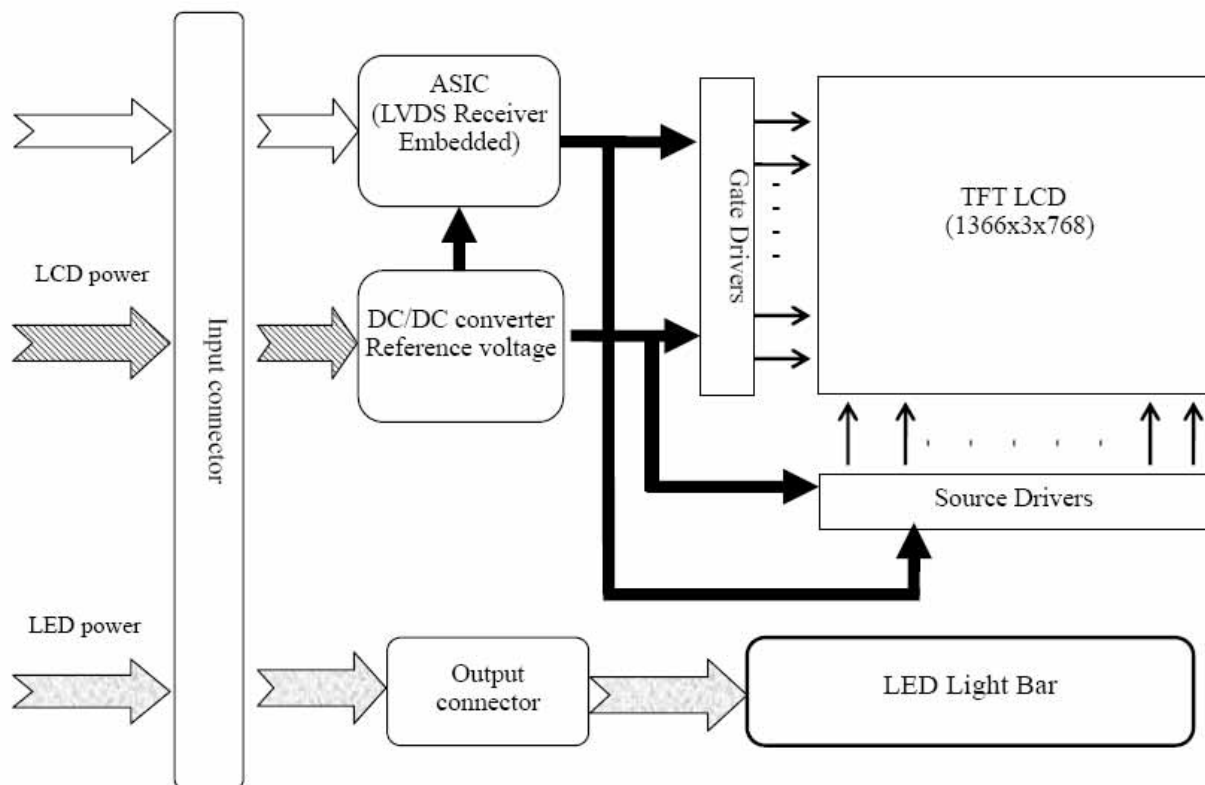 ASIC
(LVDS Receiver
Embedded)
Gate Drivers
TFT LCD
(1366x3x768)
LCD power
Input connector
DC/DC converter
Reference voltage
Source Drivers
LED power
Output
connector
LED Light Bar